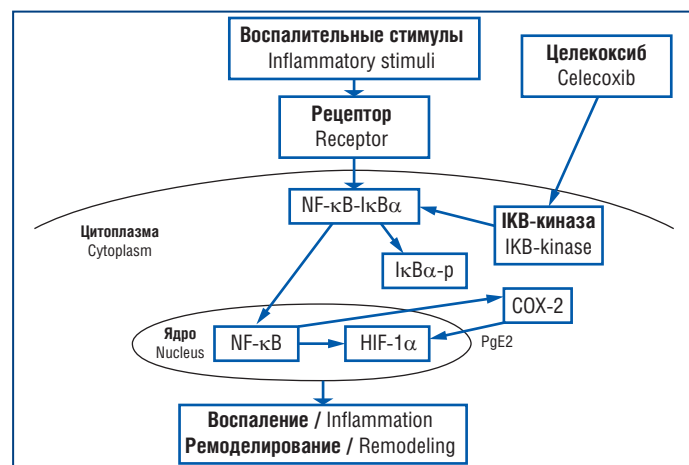 Воспалительные стимулы
Inflammatory stimuli
Целекоксиб
Celecoxib
Рецептор
Receptor
NF-κB-IκBα
Цитоплазма
Cytoplasm
IKB-киназа
IKB-kinase
IκBα-p
COX-2
Ядро
Nucleus
NF-κB
HIF-1α
PgE2
Воспаление / Inflammation
Ремоделирование / Remodeling